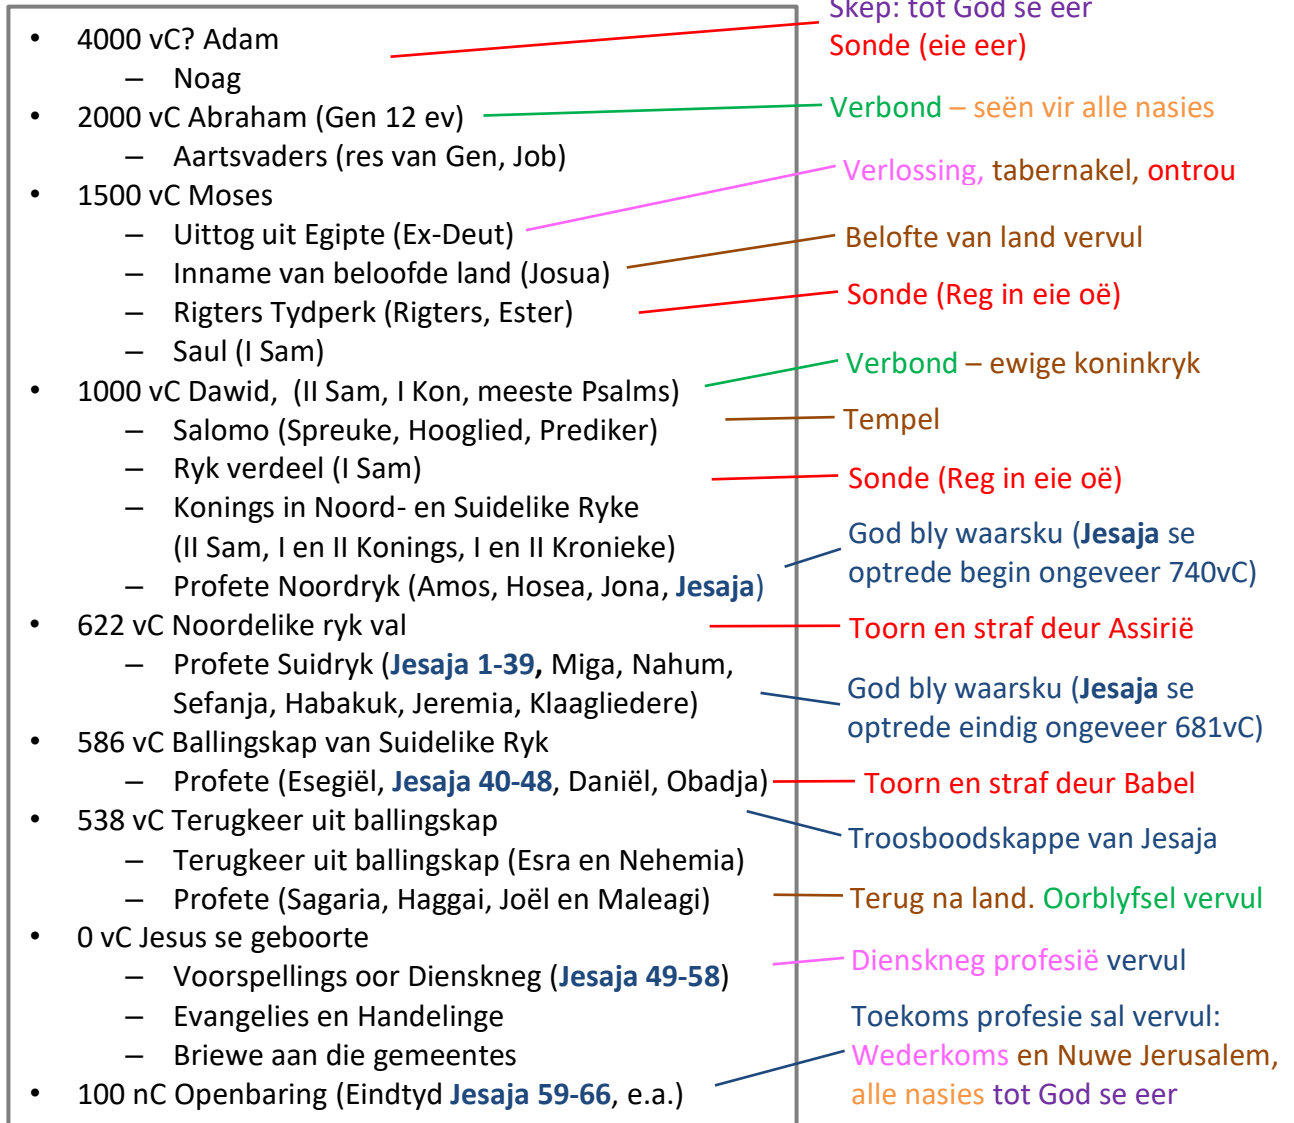 • 4000 vC? Adam
– Noag
• 2000 vC Abraham (Gen 12 ev)
– Aartsvaders (res van Gen, Job)
• 1500 vC Moses
– Uittog uit Egipte (Ex-Deut)
– Inname van beloofde land (Josua)
– Rigters Tydperk (Rigters, Ester)
– Saul (I Sam)
• 1000 vC Dawid, (II Sam, I Kon, meeste Psalms)
– Salomo (Spreuke, Hooglied, Prediker)
– Ryk verdeel (I Sam)
– Konings in Noord- en Suidelike Ryke
(II Sam, I en II Konings, I en II Kronieke)
– Profete Noordryk (Amos, Hosea, Jona, Jesaja)
• 622 vC Noordelike ryk val
– Profete Suidryk (Jesaja 1-39, Miga, Nahum,
Sefanja, Habakuk, Jeremia, Klaagliedere)
• 586 vC Ballingskap van Suidelike Ryk
– Profete (Esegiël, Jesaja 40-48, Daniël, Obadja)
• 538 vC Terugkeer uit ballingskap
– Terugkeer uit ballingskap (Esra en Nehemia)
– Profete (Sagaria, Haggai, Joël en Maleagi)
• 0 vC Jesus se geboorte
– Voorspellings oor Dienskneg (Jesaja 49-58)
– Evangelies en Handelinge
– Briewe aan die gemeentes
• 100 nC Openbaring (Eindtyd Jesaja 59-66, e.a.)
Skep: tot God se eer
Sonde (eie eer)
Verbond – seën vir alle nasies
Verlossing, tabernakel, ontrou
Belofte van land vervul
Sonde (Reg in eie oë)
Verbond – ewige koninkryk
Tempel
Sonde (Reg in eie oë)
God bly waarsku (Jesaja se
optrede begin ongeveer 740vC)
Toorn en straf deur Assirië
God bly waarsku (Jesaja se
optrede eindig ongeveer 681vC)
Toorn en straf deur Babel
Troosboodskappe van Jesaja
Terug na land. Oorblyfsel vervul
Dienskneg profesië vervul
Toekoms profesie sal vervul:
Wederkoms en Nuwe Jerusalem,
alle nasies tot God se eer